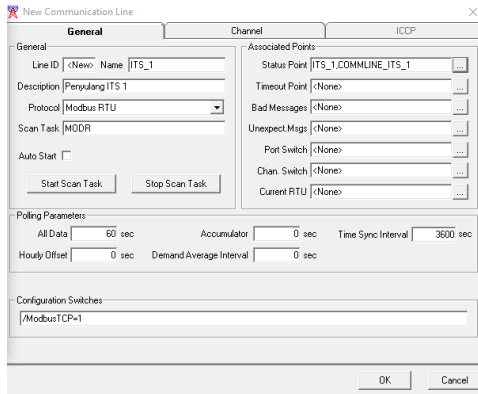 New Communication Line
General
Channel
ICCP
General
Line ID <New> Name ITS_1
Description Penyulang ITS 1
Protocol Modbus RTU
Scan Task MODR
Auto Start
Start Scan Task Stop Scan Task
Associated Points
Status Point ITS_1,COMMLINE_ITS_1 ...
Timeout Point <None> ...
Bad Messages <None> ...
Unexpect.Msgs <None> ...
Port Switch <None> ...
Chan. Switch <None> ...
Current RTU <None> ...
Polling Parameters
All Data 60 sec Accumulator 0 sec Time Sync Interval 3600 sec
Hourly Offset 0 sec Demand Average Interval 0 sec
Configuration Switches
/ModbusTCP=1
OK Cancel